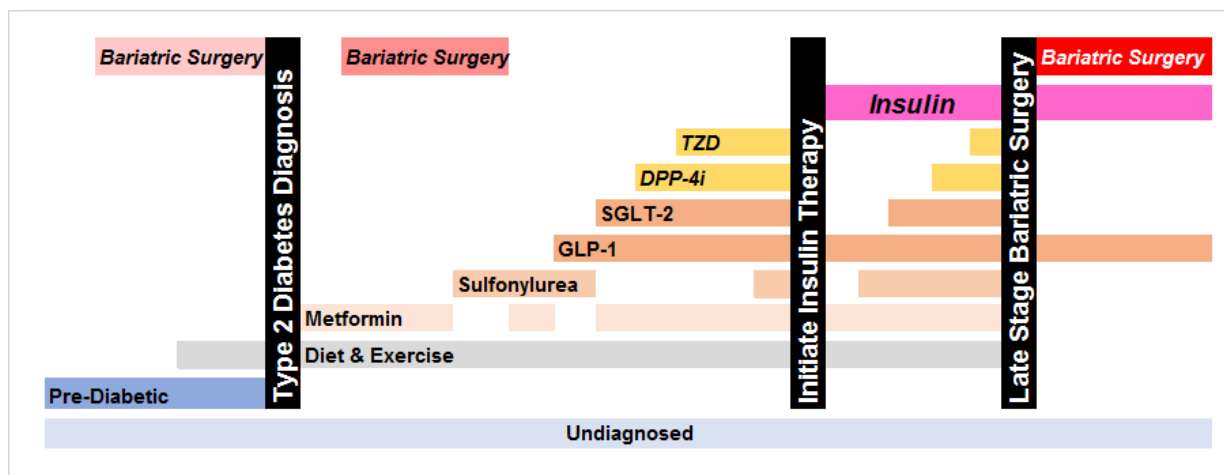 Bariatric Surgery
Bariatric Surgery
Bariatric Surgery
Insulin
TZD
DPP-4i
SGLT-2
GLP-1
Sulfonylurea
Metformin
Diet & Exercise
Pre-Diabetic
Undiagnosed
Type 2 Diabetes Diagnosis
Initiate Insulin Therapy
Late Stage Bariatric Surgery